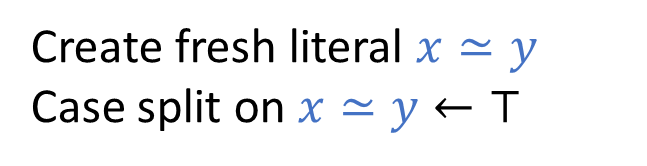 Create fresh literal x ≃ y
Case split on x ≃ y ← T